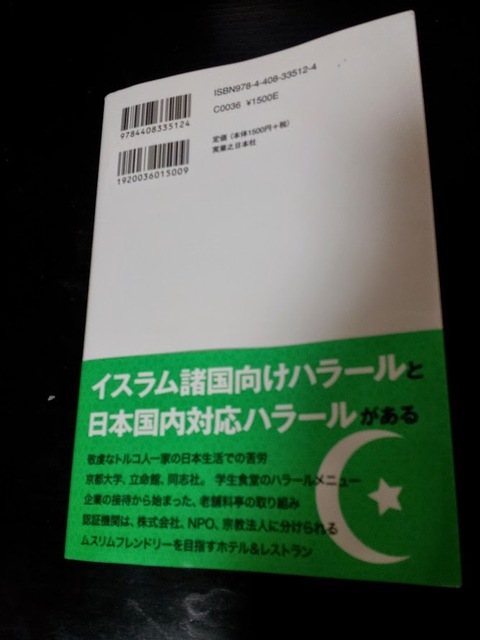 ISBN978-4-408-33512-4
C0036 ¥1500E
9784408335124
定価(本体1500円+税)
実業之日本社
1920036015009
イスラム諸国向けハラールと
日本国内対応ハラールがある
敬虔なトルコ人一家の日本生活での苦労
京都大学、立命館、同志社。学生食堂のハラールメニュー
企業の接待から始まった、老舗料亭の取り組み
認証機関は、株式会社、NPO、宗教法人に分けられる
ムスリムフレンドリーを目指すホテル&レストラン